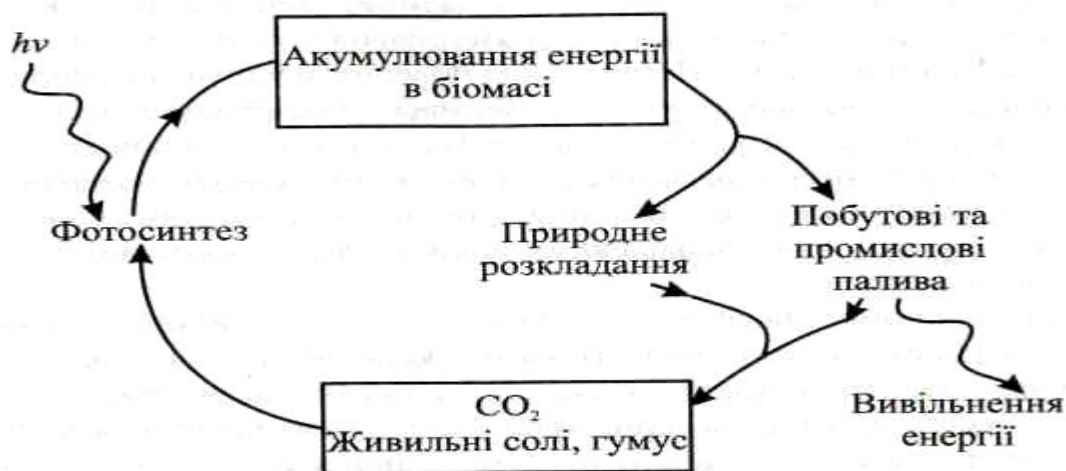 hν
Акумулювання енергії
в біомасі
Фотосинтез
Природне
розкладання
Побутові та
промислові
палива
CO₂
Живильні солі, гумус
Вивільнення
енергії